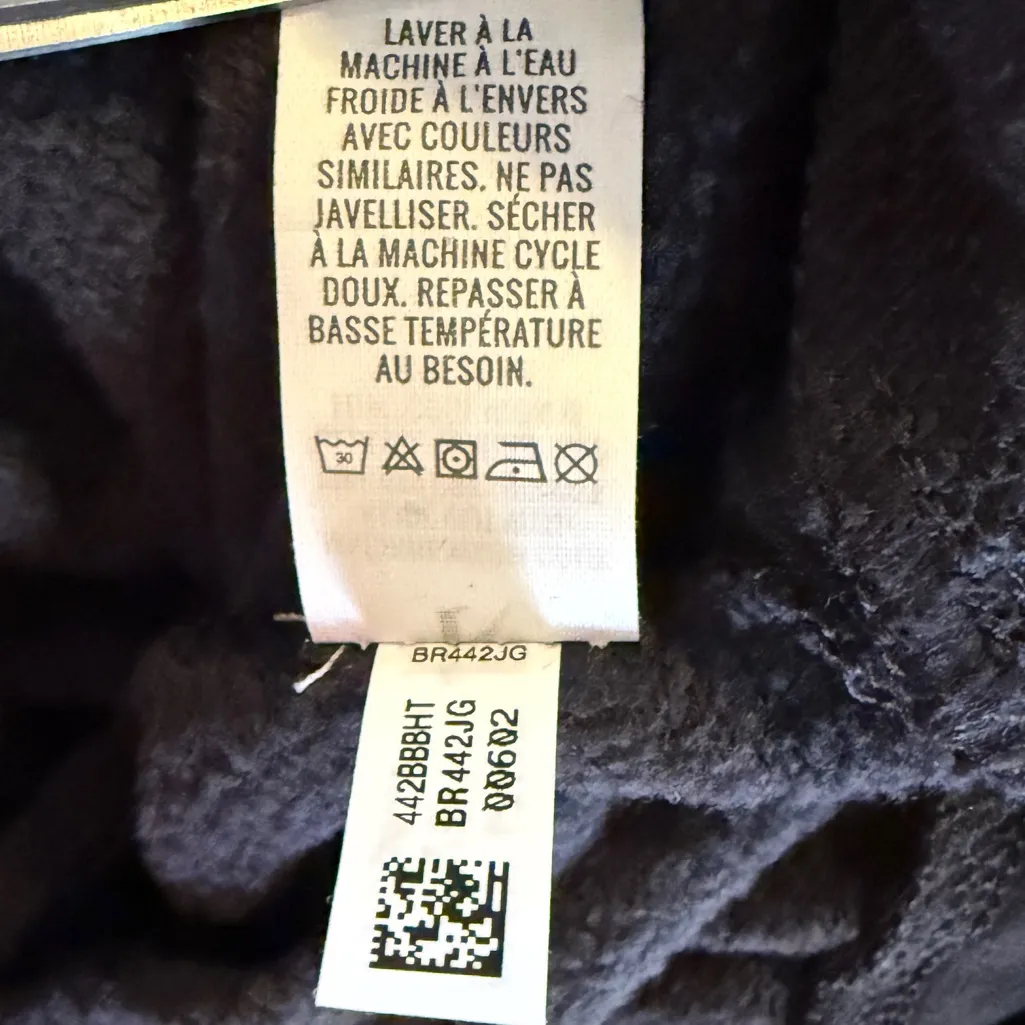 LAVER À LA
MACHINE À L'EAU
FROIDE À L'ENVERS
AVEC COULEURS
SIMILAIRES. NE PAS
JAVELLISER. SÉCHER
À LA MACHINE CYCLE
DOUX. REPASSER À
BASSE TEMPÉRATURE
AU BESOIN.
30
BR442JG
442BBBHT
BR442JG
00602